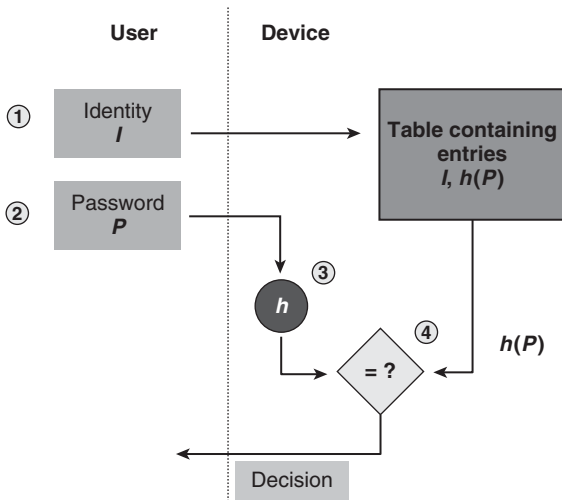 User
Device
1
Identity
I
Table containing
entries
I, h(P)
2
Password
P
3
h
4
= ?
h(P)
Decision